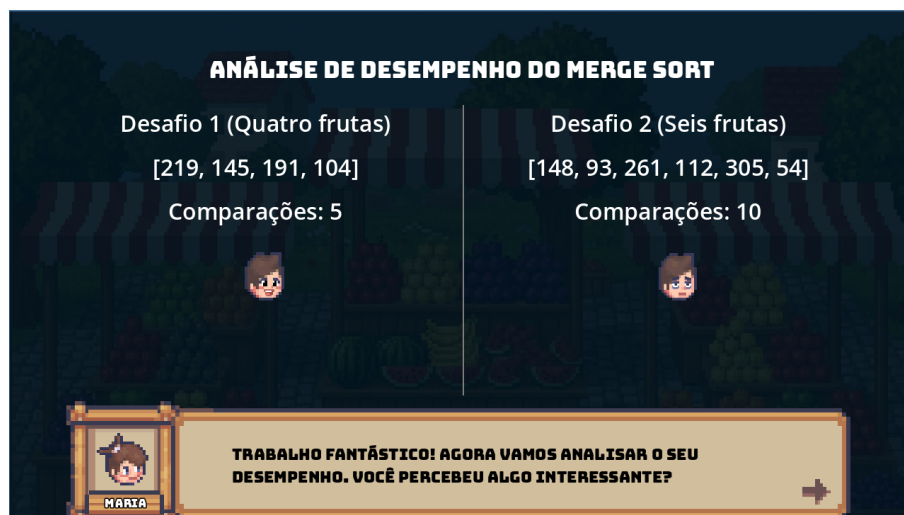 ANÁLISE DE DESEMPENHO DO MERGE SORT
Desafio 1 (Quatro frutas)
[219, 145, 191, 104]
Comparações: 5
Desafio 2 (Seis frutas)
[148, 93, 261, 112, 305, 54]
Comparações: 10
TRABALHO FANTÁSTICO! AGORA VAMOS ANALISAR O SEU
DESEMPENHO. VOCÊ PERCEBEU ALGO INTERESSANTE?
MARIA